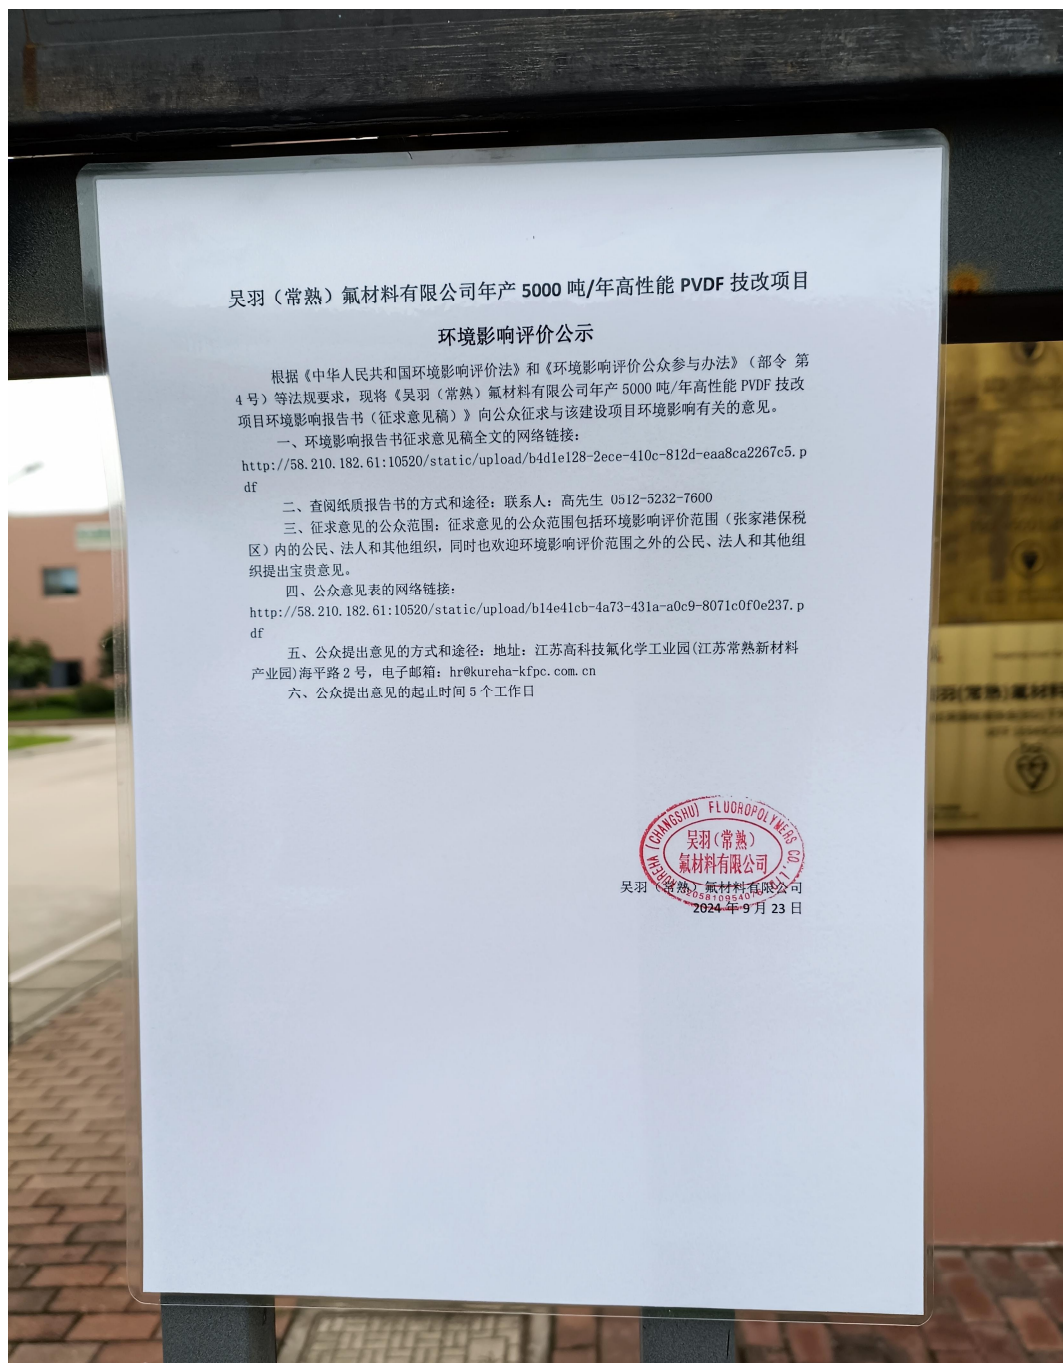 吴羽（常熟）氟材料有限公司年产 5000 吨/年高性能 PVDF 技改项目
环境影响评价公示
根据《中华人民共和国环境影响评价法》和《环境影响评价公众参与办法》（部令 第
4 号）等法规要求，现将《吴羽（常熟）氟材料有限公司年产 5000 吨/年高性能 PVDF 技改
项目环境影响报告书（征求意见稿）》向公众征求与该建设项目环境影响有关的意见。
一、环境影响报告书征求意见稿全文的网络链接：
http://58.210.182.61:10520/static/upload/b4d1e128-2ece-410c-812d-eaa8ca2267c5.p
df
二、查阅纸质报告书的方式和途径：联系人：高先生 0512-5232-7600
三、征求意见的公众范围：征求意见的公众范围包括环境影响评价范围（张家港保税
区）内的公民、法人和其他组织，同时也欢迎环境影响评价范围之外的公民、法人和其他组
织提出宝贵意见。
四、公众意见表的网络链接：
http://58.210.182.61:10520/static/upload/b14e41cb-4a73-431a-a0c9-8071c0f0e237.p
df
五、公众提出意见的方式和途径：地址：江苏高科技氟化学工业园(江苏常熟新材料
产业园)海平路 2 号，电子邮箱：hr@kureha-kfpc.com.cn
六、公众提出意见的起止时间 5 个工作日
KUREHA (CHANGSHU) FLUOROPOLYMERS CO.,LTD
吴羽(常熟)
氟材料有限公司
吴羽（常熟）氟材料有限公司
2024 年 9 月 23 日